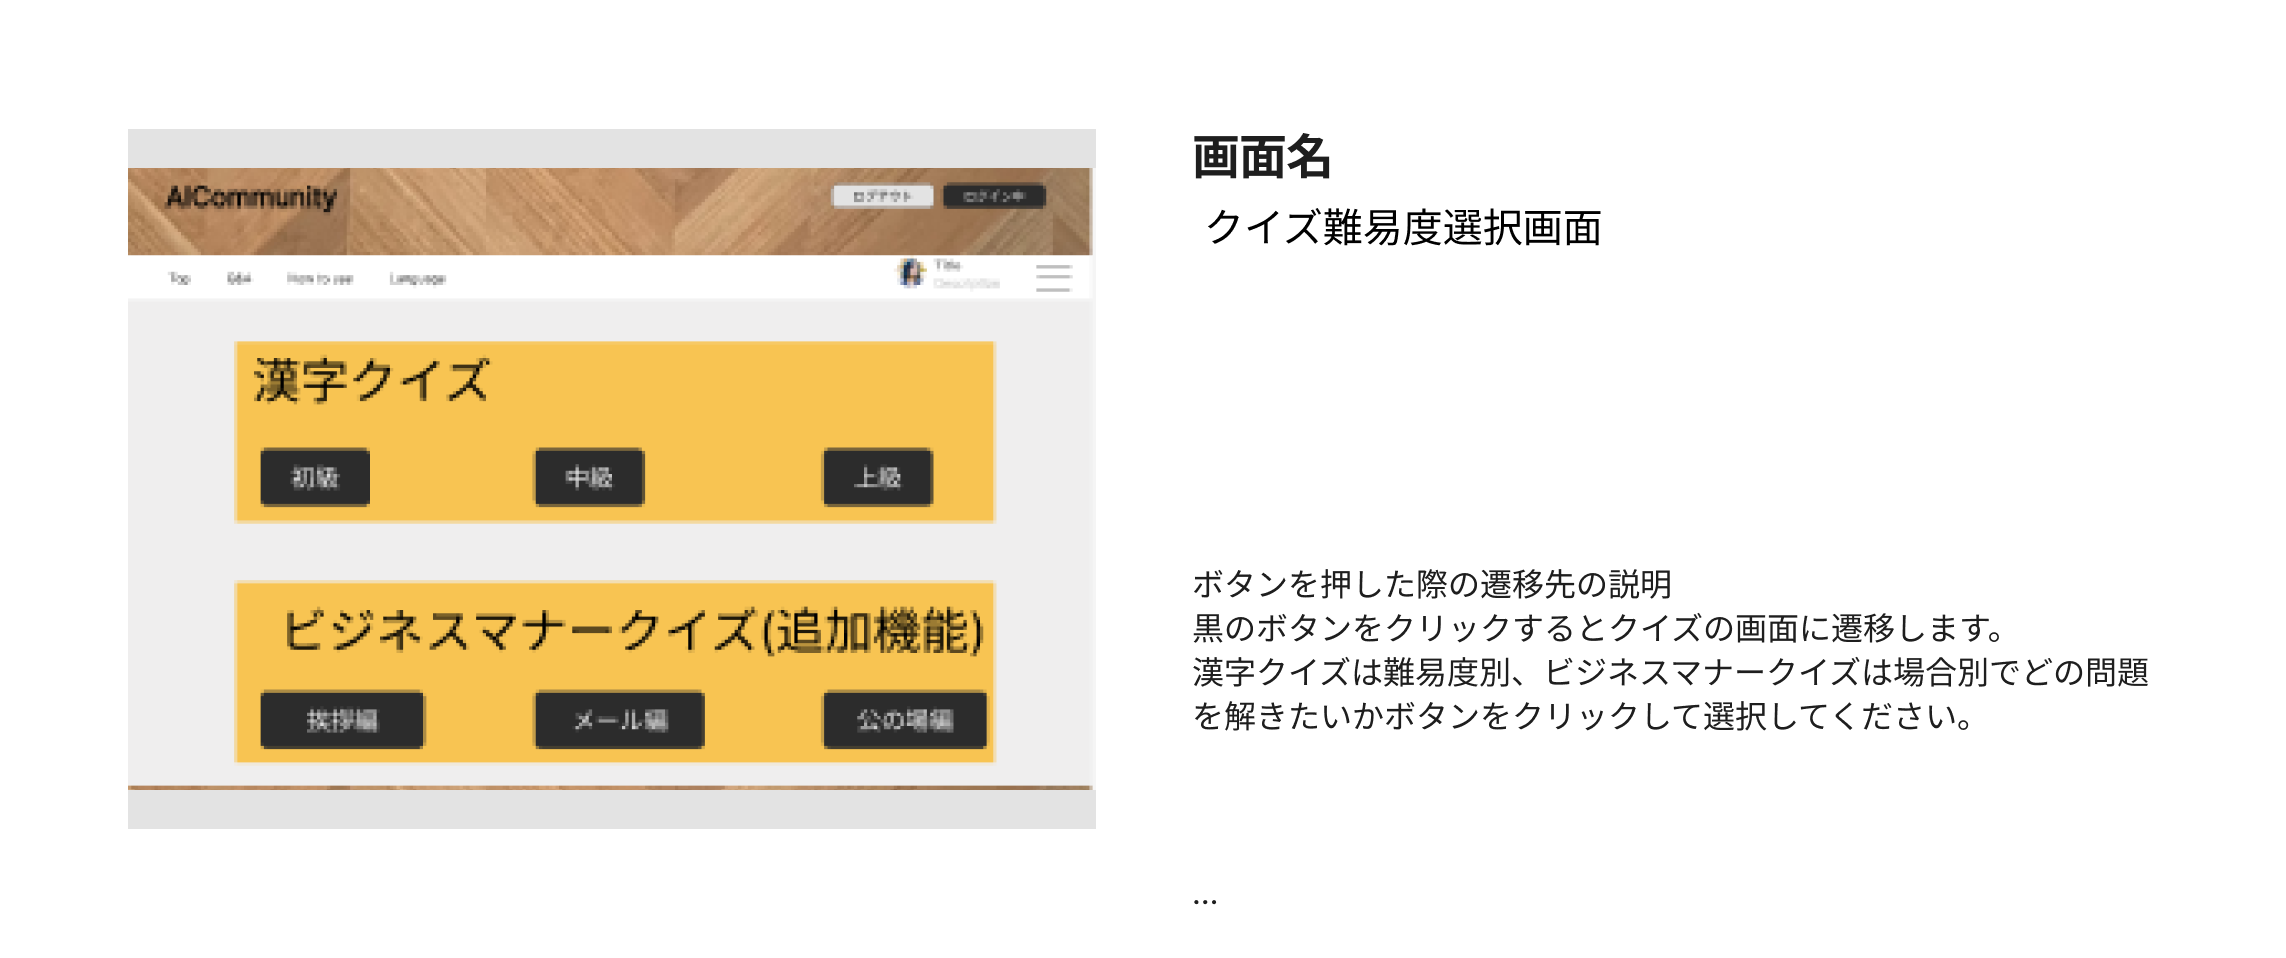 AICommunity
ログアウト
ログイン中
Top
Q&A
How to use
Language
Title
Description
漢字クイズ
初級
中級
上級
ビジネスマナークイズ(追加機能)
挨拶編
メール編
公の場編
画面名
クイズ難易度選択画面
ボタンを押した際の遷移先の説明
黒のボタンをクリックするとクイズの画面に遷移します。
漢字クイズは難易度別、ビジネスマナークイズは場合別でどの問題
を解きたいかボタンをクリックして選択してください。
...